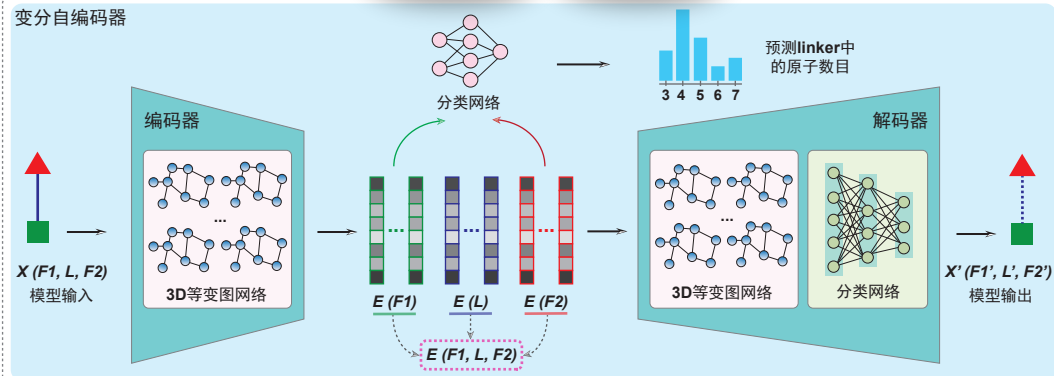 变分自编码器
预测linker中
的原子数目
3 4 5 6 7
分类网络
编码器
解码器
...
...
...
...
...
...
X (F1, L, F2)
模型输入
3D等变图网络
E (F1)
E (L)
E (F2)
E (F1, L, F2)
3D等变图网络
分类网络
X’ (F1’, L’, F2’)
模型输出